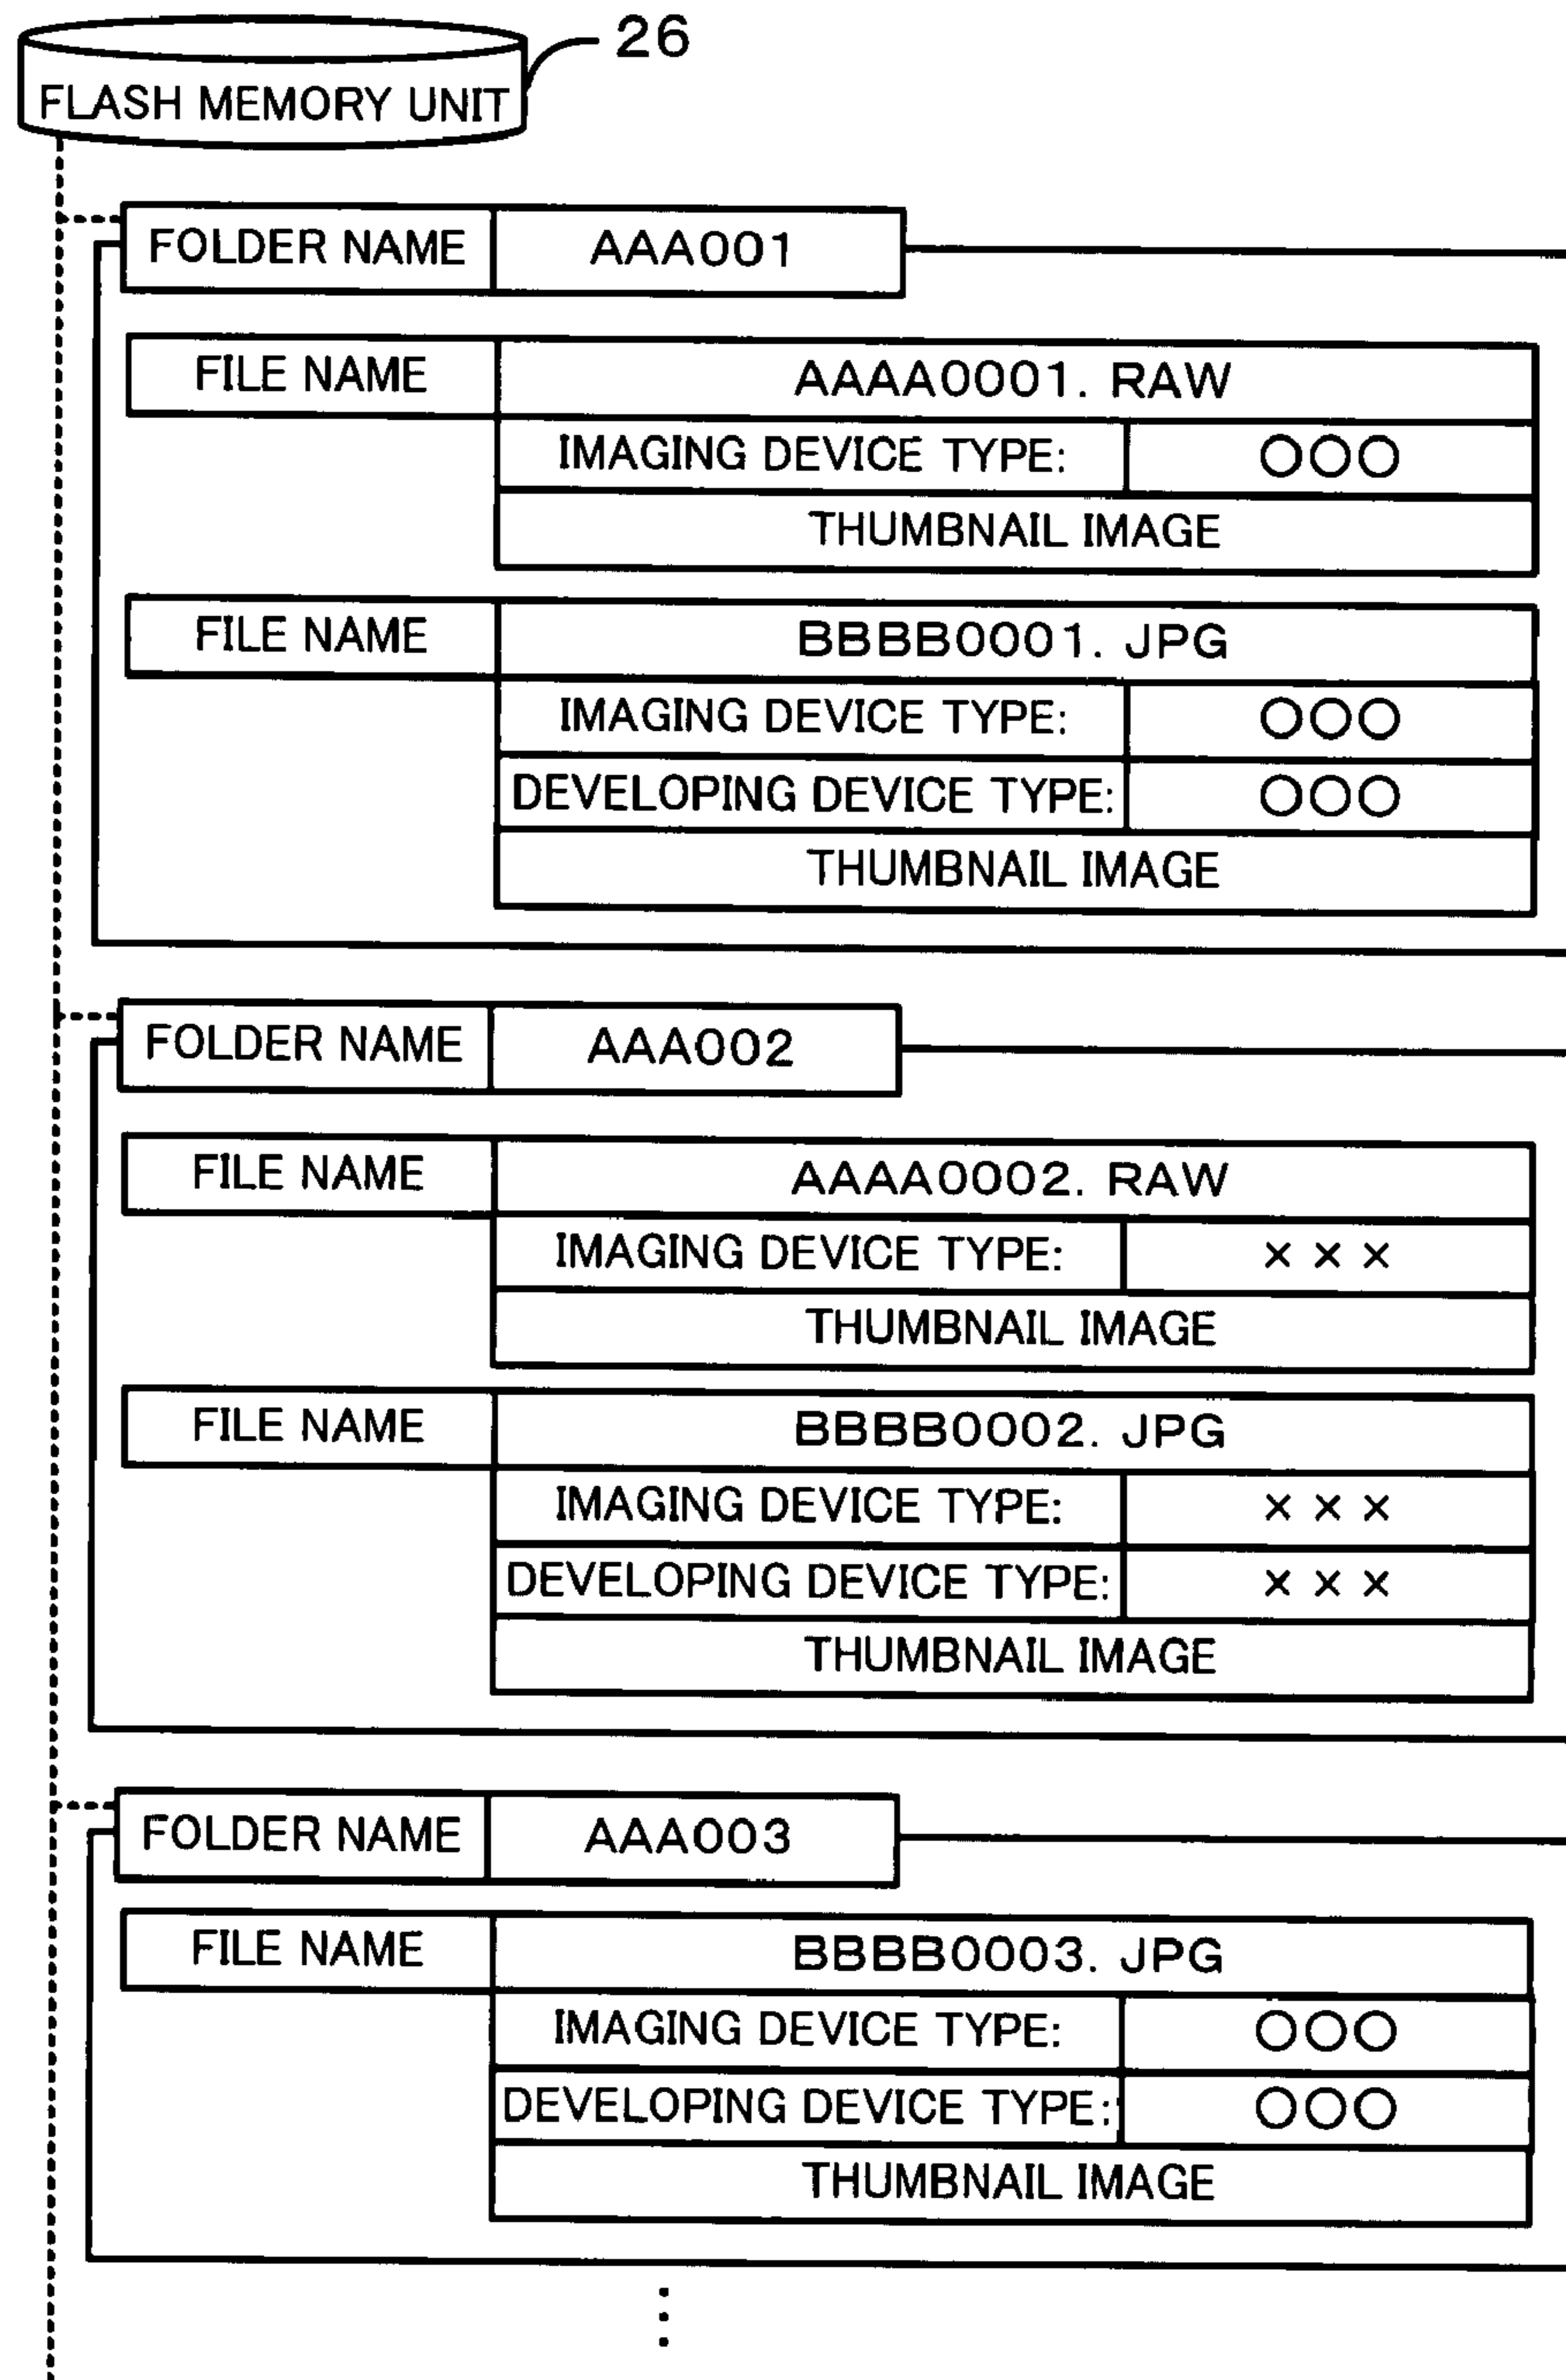 26
FLASH MEMORY UNIT
FOLDER NAME AAA001
FILE NAME AAAA0001. RAW
IMAGING DEVICE TYPE: ○○○
THUMBNAIL IMAGE
FILE NAME BBBB0001. JPG
IMAGING DEVICE TYPE: ○○○
DEVELOPING DEVICE TYPE: ○○○
THUMBNAIL IMAGE
FOLDER NAME AAA002
FILE NAME AAAA0002. RAW
IMAGING DEVICE TYPE: × × ×
THUMBNAIL IMAGE
FILE NAME BBBB0002. JPG
IMAGING DEVICE TYPE: × × ×
DEVELOPING DEVICE TYPE: × × ×
THUMBNAIL IMAGE
FOLDER NAME AAA003
FILE NAME BBBB0003. JPG
IMAGING DEVICE TYPE: ○○○
DEVELOPING DEVICE TYPE: ○○○
THUMBNAIL IMAGE